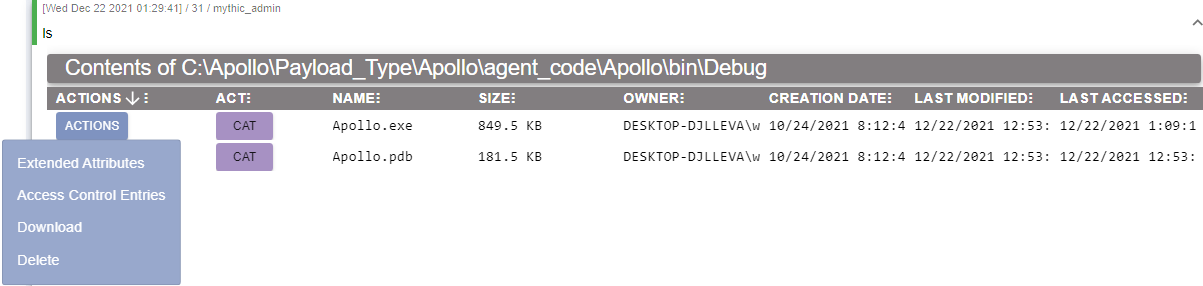 [Wed Dec 22 2021 01:29:41] / 31 / mythic_admin
ls
Contents of C:\Apollo\Payload_Type\Apollo\agent_code\Apollo\bin\Debug
ACTIONS ACT NAME SIZE OWNER CREATION DATE LAST MODIFIED LAST ACCESSED
ACTIONS CAT Apollo.exe 849.5 KB DESKTOP-DJLLEVA\w 10/24/2021 8:12:4 12/22/2021 12:53: 12/22/2021 1:09:1
CAT Apollo.pdb 181.5 KB DESKTOP-DJLLEVA\w 10/24/2021 8:12:4 12/22/2021 12:53: 12/22/2021 12:53:
Extended Attributes
Access Control Entries
Download
Delete